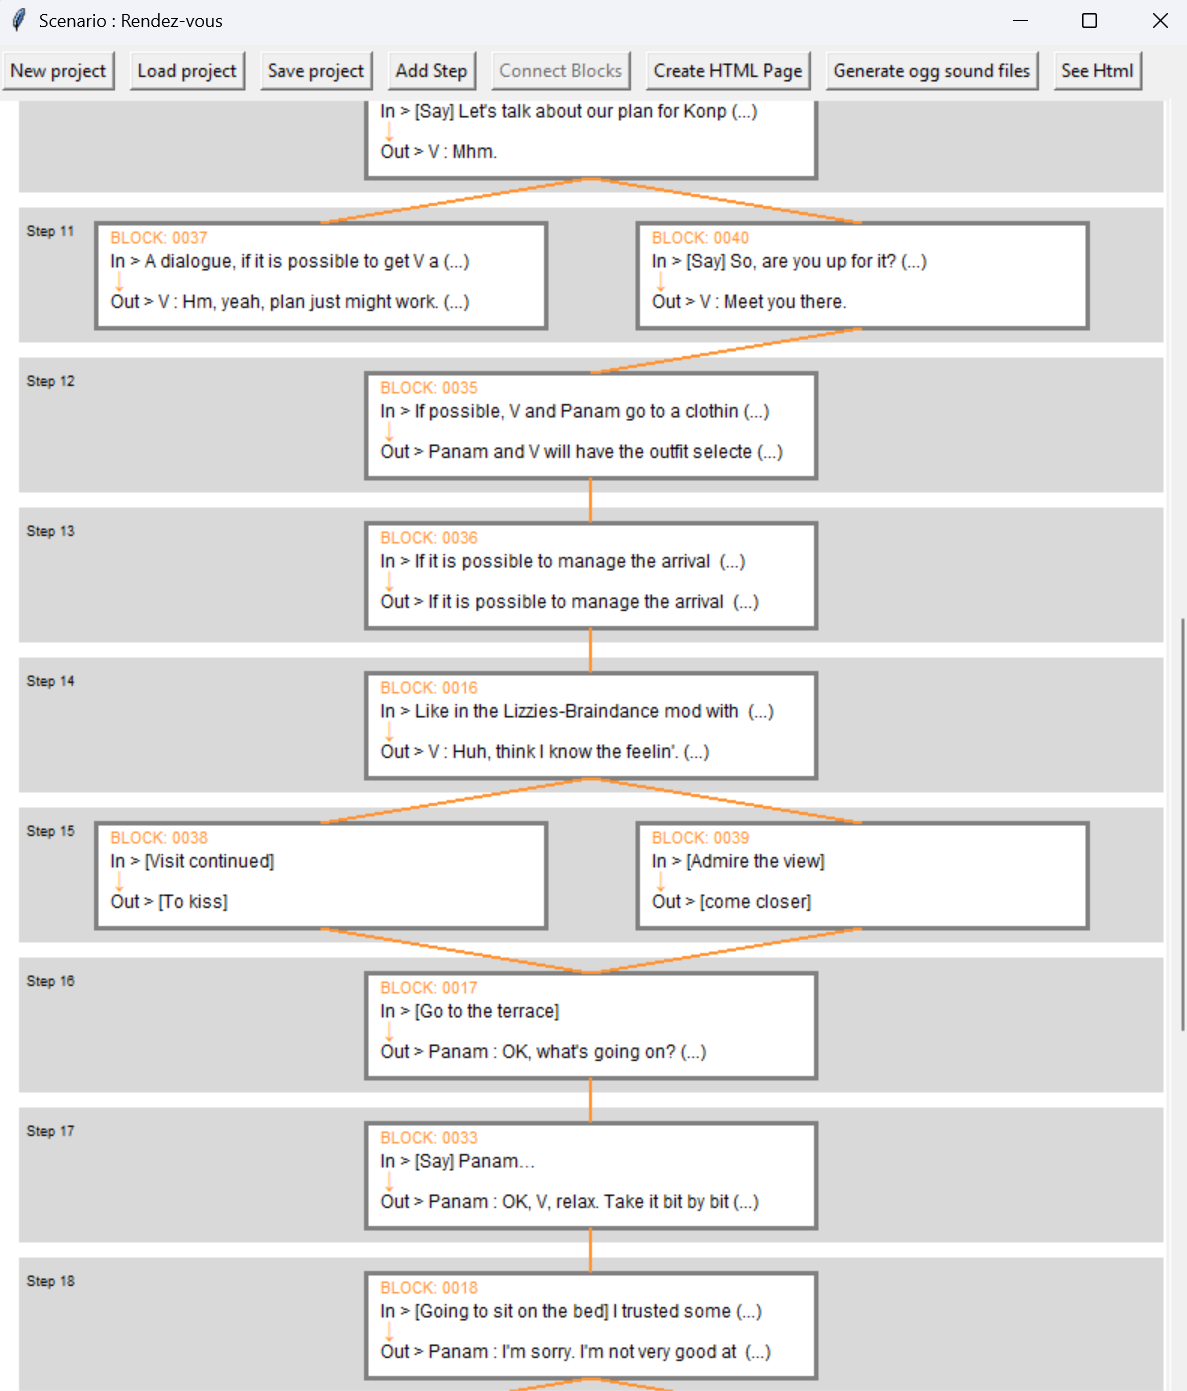 Scenario : Rendez-vous
New project Load project Save project Add Step Connect Blocks Create HTML Page Generate ogg sound files See Html
In > [Say] Let's talk about our plan for Konp (...)
↓
Out > V : Mhm.
Step 11
BLOCK: 0037
In > A dialogue, if it is possible to get V a (...)
↓
Out > V : Hm, yeah, plan just might work. (...)
BLOCK: 0040
In > [Say] So, are you up for it? (...)
↓
Out > V : Meet you there.
Step 12
BLOCK: 0035
In > If possible, V and Panam go to a clothin (...)
↓
Out > Panam and V will have the outfit selecte (...)
Step 13
BLOCK: 0036
In > If it is possible to manage the arrival  (...)
↓
Out > If it is possible to manage the arrival  (...)
Step 14
BLOCK: 0016
In > Like in the Lizzies-Braindance mod with  (...)
↓
Out > V : Huh, think I know the feelin'. (...)
Step 15
BLOCK: 0038
In > [Visit continued]
↓
Out > [To kiss]
BLOCK: 0039
In > [Admire the view]
↓
Out > [come closer]
Step 16
BLOCK: 0017
In > [Go to the terrace]
↓
Out > Panam : OK, what's going on? (...)
Step 17
BLOCK: 0033
In > [Say] Panam...
↓
Out > Panam : OK, V, relax. Take it bit by bit (...)
Step 18
BLOCK: 0018
In > [Going to sit on the bed] I trusted some (...)
↓
Out > Panam : I'm sorry. I'm not very good at  (...)